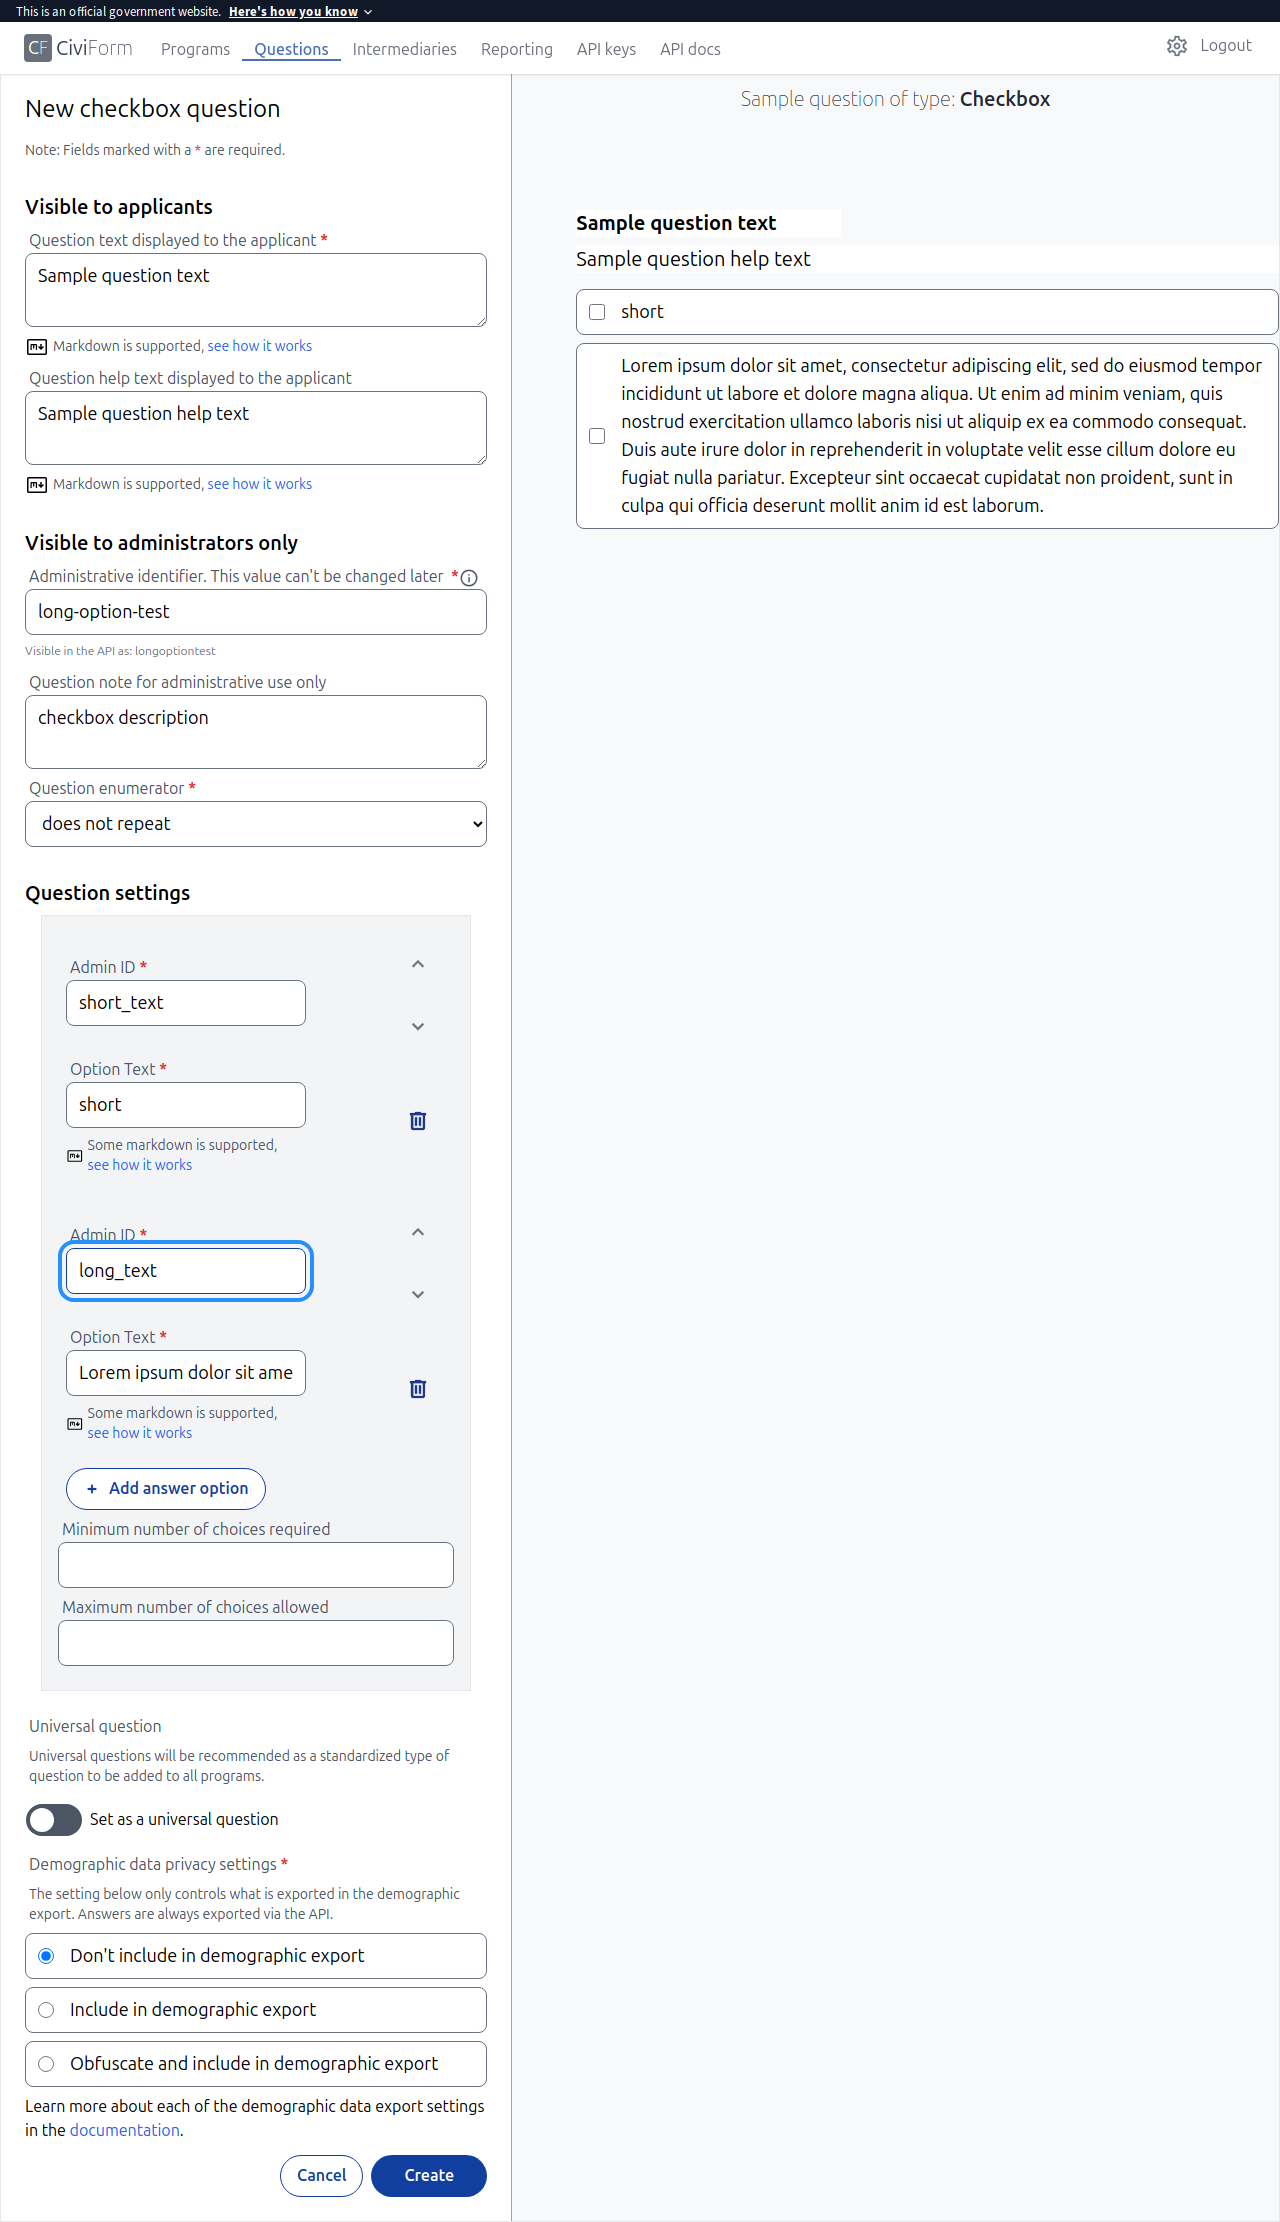 This is an official government website. Here's how you know
CF CiviForm Programs Questions Intermediaries Reporting API keys API docs Logout
New checkbox question
Note: Fields marked with a * are required.
Visible to applicants
Question text displayed to the applicant *
Sample question text
Markdown is supported, see how it works
Question help text displayed to the applicant
Sample question help text
Markdown is supported, see how it works
Visible to administrators only
Administrative identifier. This value can't be changed later *
long-option-test
Visible in the API as: longoptiontest
Question note for administrative use only
checkbox description
Question enumerator *
does not repeat
Question settings
Admin ID *
short_text
Option Text *
short
Some markdown is supported,
see how it works
Admin ID *
long_text
Option Text *
Lorem ipsum dolor sit ame
Some markdown is supported,
see how it works
+ Add answer option
Minimum number of choices required
Maximum number of choices allowed
Universal question
Universal questions will be recommended as a standardized type of
question to be added to all programs.
Set as a universal question
Demographic data privacy settings *
The setting below only controls what is exported in the demographic
export. Answers are always exported via the API.
Don't include in demographic export
Include in demographic export
Obfuscate and include in demographic export
Learn more about each of the demographic data export settings
in the documentation.
Cancel Create
Sample question of type: Checkbox
Sample question text
Sample question help text
short
Lorem ipsum dolor sit amet, consectetur adipiscing elit, sed do eiusmod tempor
incididunt ut labore et dolore magna aliqua. Ut enim ad minim veniam, quis
nostrud exercitation ullamco laboris nisi ut aliquip ex ea commodo consequat.
Duis aute irure dolor in reprehenderit in voluptate velit esse cillum dolore eu
fugiat nulla pariatur. Excepteur sint occaecat cupidatat non proident, sunt in
culpa qui officia deserunt mollit anim id est laborum.